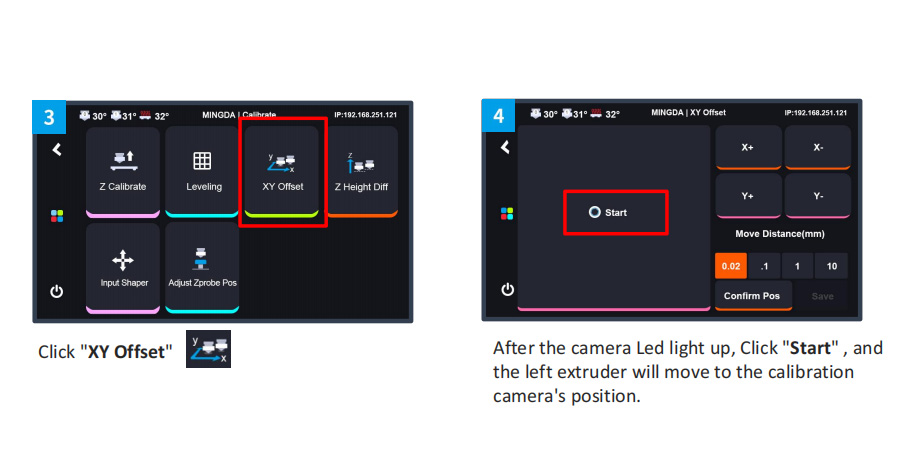 3
30° 31° 32° MINGDA | Calibrate IP:192.168.251.121
Z Calibrate Leveling XY Offset Z Height Diff
Input Shaper Adjust Zprobe Pos
Click "XY Offset"
4
30° 31° 32° MINGDA | XY Offset IP:192.168.251.121
Start
X+ X-
Y+ Y-
Move Distance(mm)
0.02 .1 1 10
Confirm Pos Save
After the camera Led light up, Click "Start" , and
the left extruder will move to the calibration
camera's position.